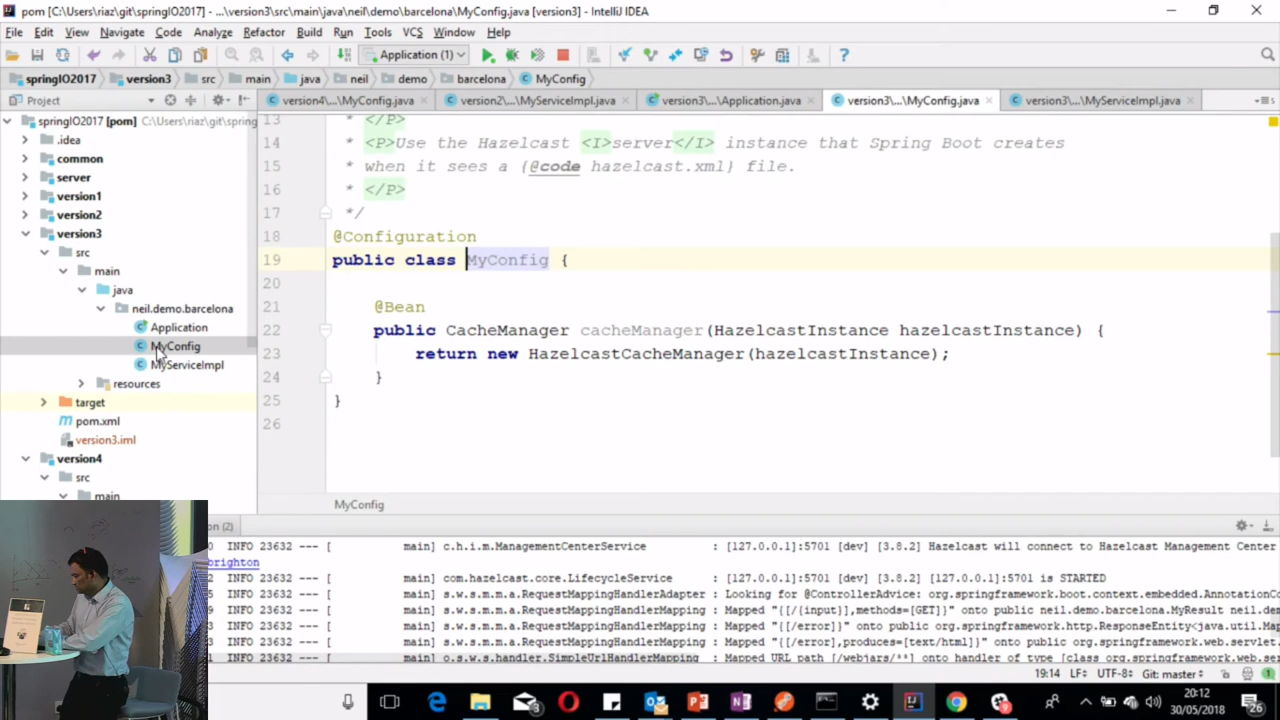 pom [C:\Users\riaz\git\springIO2017] - ...\version3\src\main\java\neil\demo\barcelona\MyConfig.java [version3] - IntelliJ IDEA
File Edit View Navigate Code Analyze Refactor Build Run Tools VCS Window Help
Application (1)
springIO2017 version3 src main java neil demo barcelona MyConfig.java
Project
version4\...\MyConfig.java version2\...\MyServiceImpl.java version3\...\Application.java version3\...\MyConfig.java version3\...\MyServiceImpl.java
springIO2017 [pom] C:\Users\riaz\git\spring
.idea
common
server
version1
version2
version3
src
main
java
neil.demo.barcelona
Application
MyConfig
MyServiceImpl
resources
target
pom.xml
version3.iml
version4
src
main
13 * </P>
14 * <P>Use the Hazelcast <I>server</I> instance that Spring Boot creates
15 * when it sees a {@code hazelcast.xml} file.
16 * </P>
17 */
18 @Configuration
19 public class MyConfig {
20
21 @Bean
22 public CacheManager cacheManager(HazelcastInstance hazelcastInstance) {
23 return new HazelcastCacheManager(hazelcastInstance);
24 }
25 }
26
MyConfig
on (2)
0 INFO 23632 --- [ main] c.h.i.m.ManagementCenterService : [127.0.0.1]:5701 [dev] [3.8.2] Hazelcast will connect to Hazelcast Management Center
brighton
INFO 23632 --- [ main] com.hazelcast.core.LifecycleService : [127.0.0.1]:5701 [dev] [3.8.2] [127.0.0.1]:5701 is STARTED
5 INFO 23632 --- [ main] s.w.s.m.m.a.RequestMappingHandlerAdapter : Looking for @ControllerAdvice: org.springframework.boot.context.embedded.AnnotationCo
INFO 23632 --- [ main] s.w.s.m.m.a.RequestMappingHandlerMapping : Mapped "{[/{input}],methods=[GET]}" onto public neil.demo.barcelona.MyResult neil.de
INFO 23632 --- [ main] s.w.s.m.m.a.RequestMappingHandlerMapping : Mapped "{[/error]}" onto public org.springframework.http.ResponseEntity<java.util.Map
INFO 23632 --- [ main] s.w.s.m.m.a.RequestMappingHandlerMapping : Mapped "{[/error],produces=[text/html]}" onto public org.springframework.web.servlet.
1 INFO 23632 --- [ main] o.s.w.s.handler.SimpleUrlHandlerMapping : Mapped URL path [/webjars/**] onto handler of type [class org.springframework.web.se
19:14 LF÷ UTF-8÷ Git: master÷
20:12
30/05/2018
26